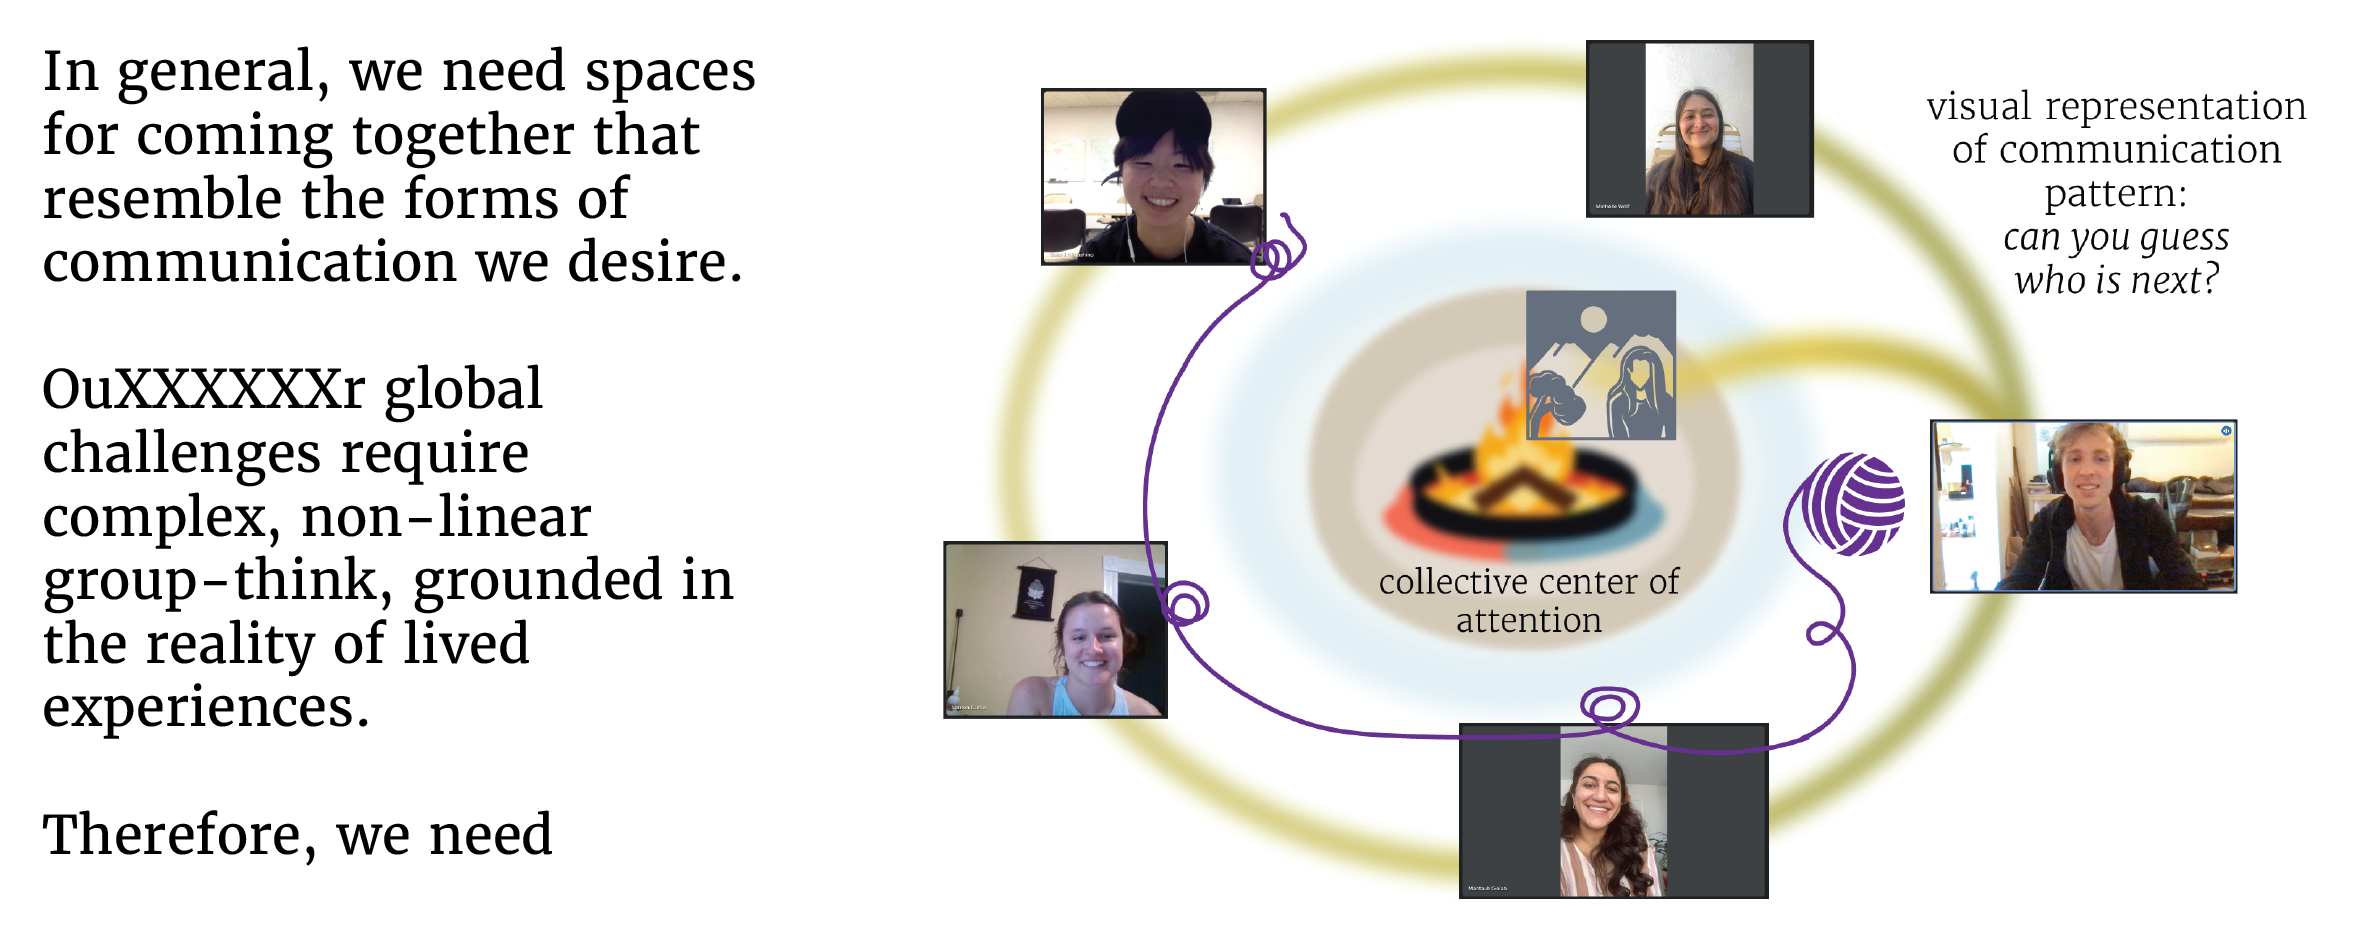 In general, we need spaces
for coming together that
resemble the forms of
communication we desire.
OuXXXXXXr global
challenges require
complex, non-linear
group-think, grounded in
the reality of lived
experiences.
Therefore, we need
visual representation
of communication
pattern:
can you guess
who is next?
collective center of
attention
Michelle Wolf